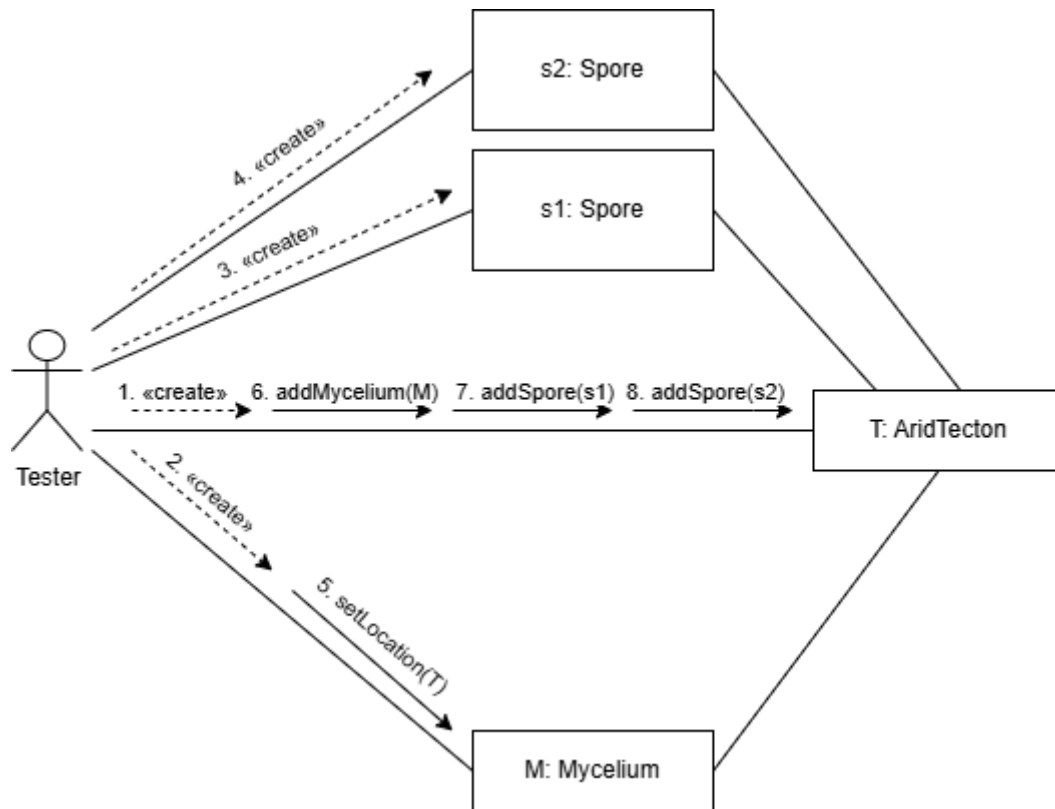 s2: Spore
4. «create»
s1: Spore
3. «create»
1. «create» 6. addMycelium(M) 7. addSpore(s1) 8. addSpore(s2)
T: AridTecton
Tester
2. «create»
5. setLocation(T)
M: Mycelium